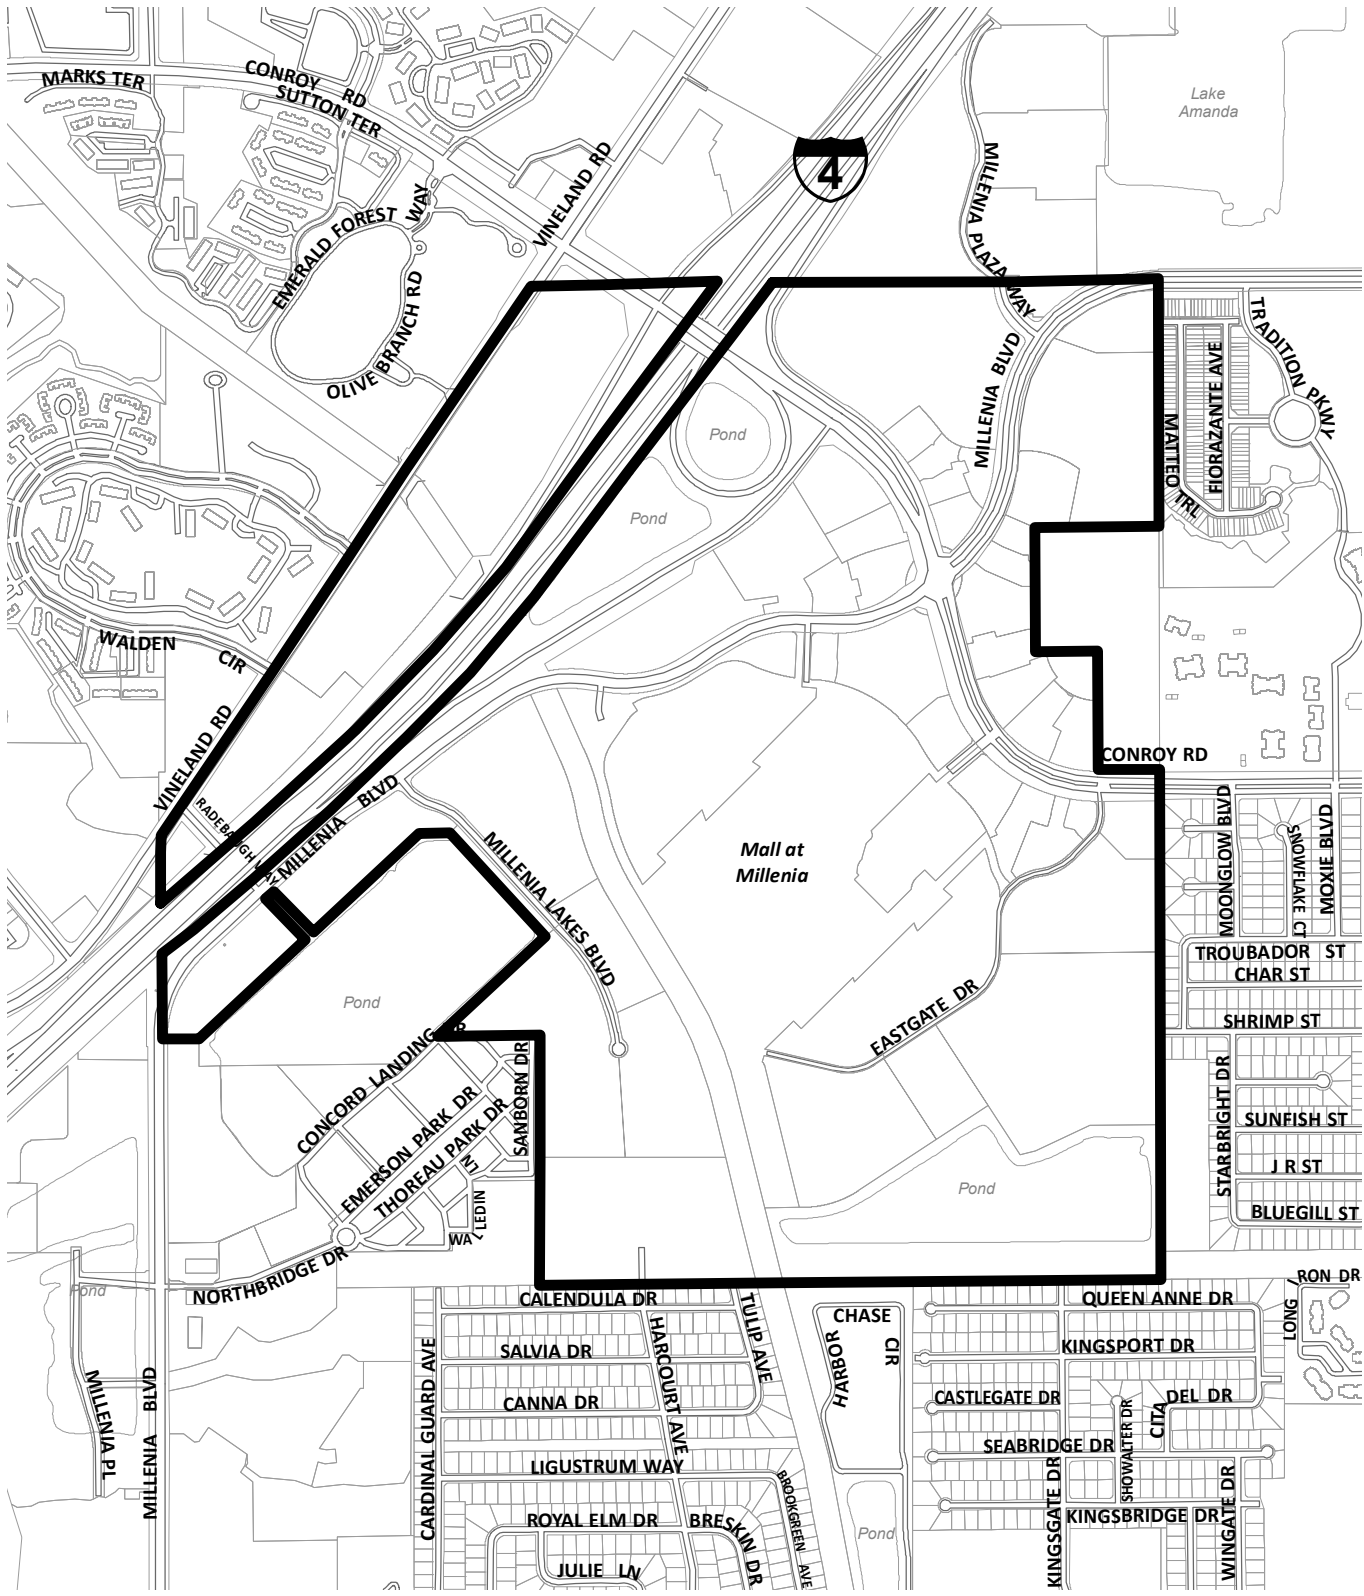 MARKS TER
CONROY RD
SUTTON TER
Lake
Amanda
4
VINELAND RD
MILLENIA PLAZA WAY
EMERALD FOREST WAY
OLIVE BRANCH RD
MILLENIA BLVD
TRADITION PKWY
FIORAZANTE AVE
MATTEO TRL
Pond
Pond
WALDEN CIR
VINELAND RD
RADEBAUGH WAY
MILLENIA BLVD
CONROY RD
MILLENIA LAKES BLVD
Mall at
Millenia
MOONGLOW BLVD
SNOWFLAKE CT
MOXIE BLVD
TROUBADOR ST
CHAR ST
SHRIMP ST
EASTGATE DR
Pond
CONCORD LANDING DR
SANBORN DR
EMERSON PARK DR
THOREAU PARK DR
STARBRIGHT DR
SUNFISH ST
J R ST
BLUEGILL ST
Pond
WALLED IN LN
NORTHBRIDGE DR
Pond
CALENDULA DR
TULIP AVE
CHASE
HARBOR
CIR
QUEEN ANNE DR
LONG
RON DR
SALVIA DR
HARCOURT AVE
KINGSPORT DR
CANNA DR
CASTLEGATE DR
CITADEL DR
SHOWALTER DR
MILLENIA PL
MILLENIA BLVD
CARDINAL GUARD AVE
LIGUSTRUM WAY
SEABRIDGE DR
BROOKGREEN AVE
KINGSGATE DR
WINGATE DR
ROYAL ELM DR
BRESKIN DR
Pond
KINGSBRIDGE DR
JULIE LN